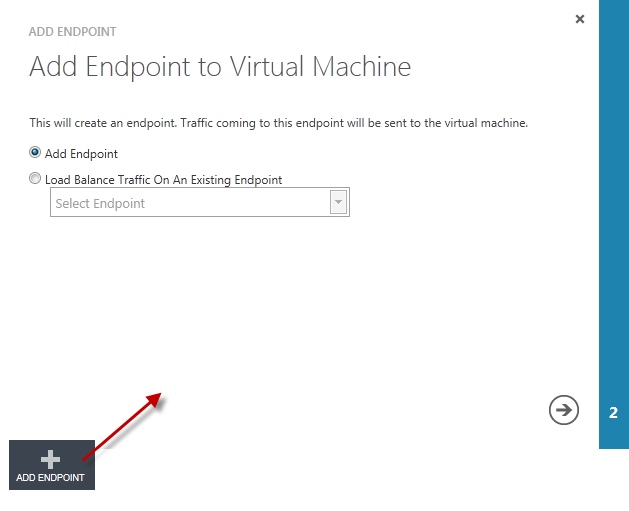 ADD ENDPOINT
Add Endpoint to Virtual Machine
This will create an endpoint. Traffic coming to this endpoint will be sent to the virtual machine.
Add Endpoint
Load Balance Traffic On An Existing Endpoint
Select Endpoint
2
ADD ENDPOINT